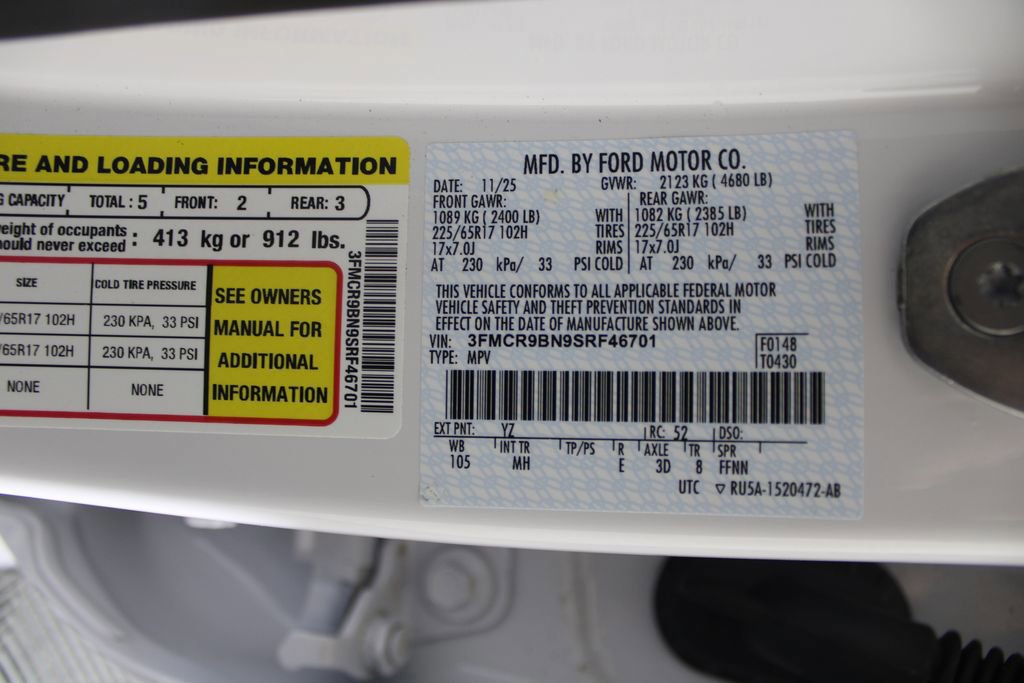 RE AND LOADING INFORMATION
G CAPACITY TOTAL : 5 FRONT: 2 REAR: 3
weight of occupants
hould never exceed : 413 kg or 912 lbs.
SIZE COLD TIRE PRESSURE
/65R17 102H 230 KPA, 33 PSI
/65R17 102H 230 KPA, 33 PSI
NONE NONE
SEE OWNERS
MANUAL FOR
ADDITIONAL
INFORMATION
3FMCR9BN9SRF46701
MFD. BY FORD MOTOR CO.
DATE: 11/25 GVWR: 2123 KG ( 4680 LB)
FRONT GAWR: REAR GAWR:
1089 KG ( 2400 LB) WITH 1082 KG ( 2385 LB) WITH
225/65R17 102H TIRES 225/65R17 102H TIRES
17x7.0J RIMS 17x7.0J RIMS
AT 230 kPa/ 33 PSI COLD AT 230 kPa/ 33 PSI COLD
THIS VEHICLE CONFORMS TO ALL APPLICABLE FEDERAL MOTOR
VEHICLE SAFETY AND THEFT PREVENTION STANDARDS IN
EFFECT ON THE DATE OF MANUFACTURE SHOWN ABOVE.
VIN: 3FMCR9BN9SRF46701 F0148
TYPE: MPV T0430
EXT PNT: YZ RC: 52 DSO:
WB INT TR TP/PS R AXLE TR SPR
105 MH E 3D 8 FFNN
UTC ▽ RU5A-1520472-AB